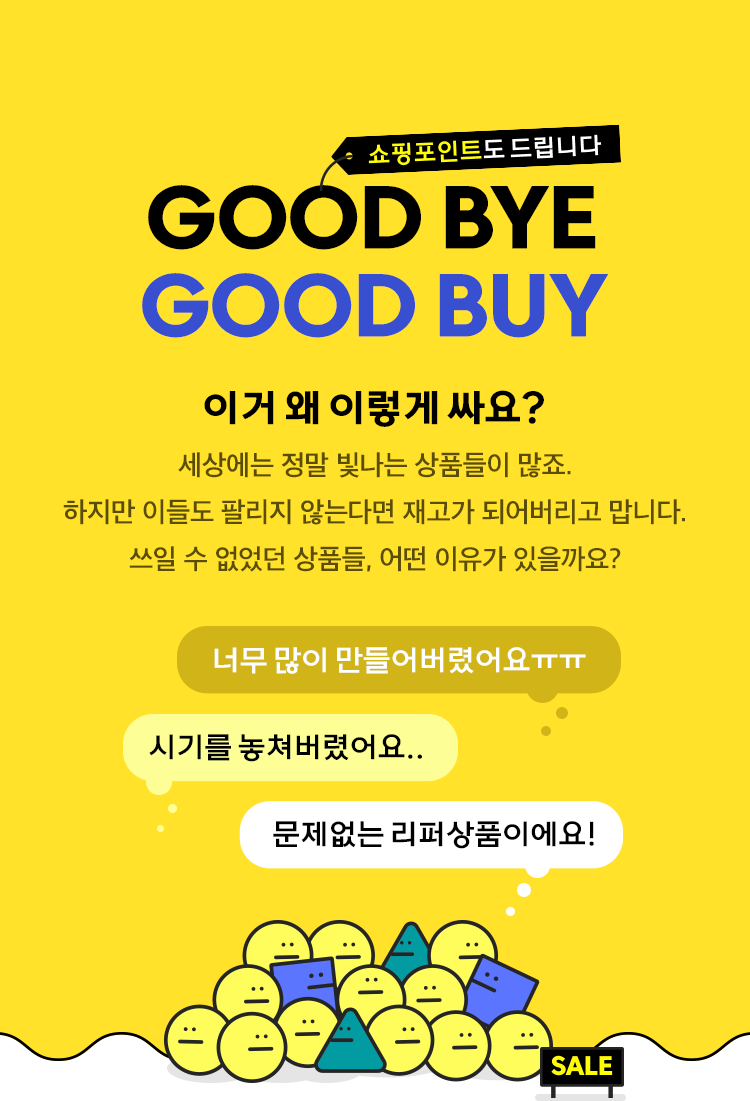 쇼핑포인트도 드립니다
GOOD BYE
GOOD BUY
이거 왜 이렇게 싸요?
세상에는 정말 빛나는 상품들이 많죠.
하지만 이들도 팔리지 않는다면 재고가 되어버리고 맙니다.
쓰일 수 없었던 상품들, 어떤 이유가 있을까요?
너무 많이 만들어버렸어요ㅠㅠ
시기를 놓쳐버렸어요..
문제없는 리퍼상품이에요!
SALE